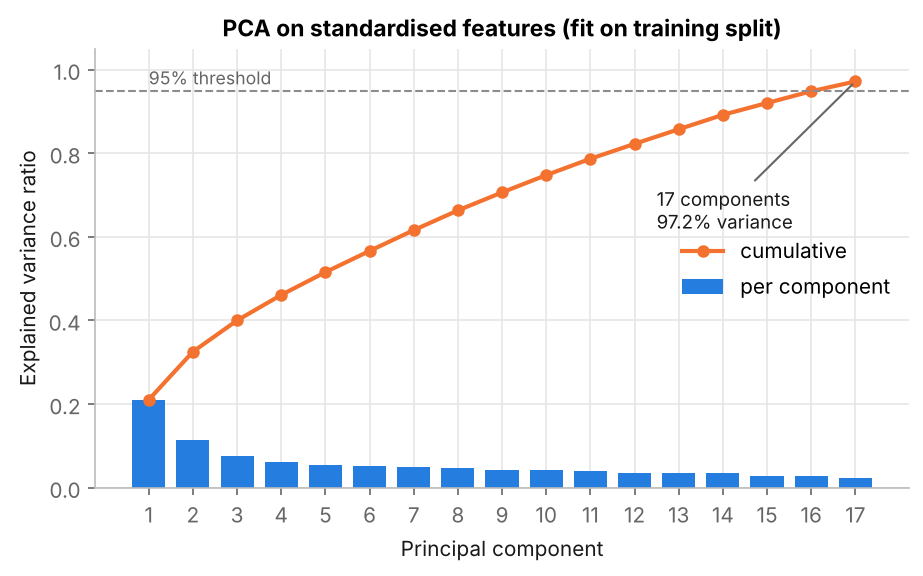 PCA on standardised features (fit on training split)
Explained variance ratio
1.0
0.8
0.6
0.4
0.2
0.0
95% threshold
17 components
97.2% variance
cumulative
per component
1 2 3 4 5 6 7 8 9 10 11 12 13 14 15 16 17
Principal component